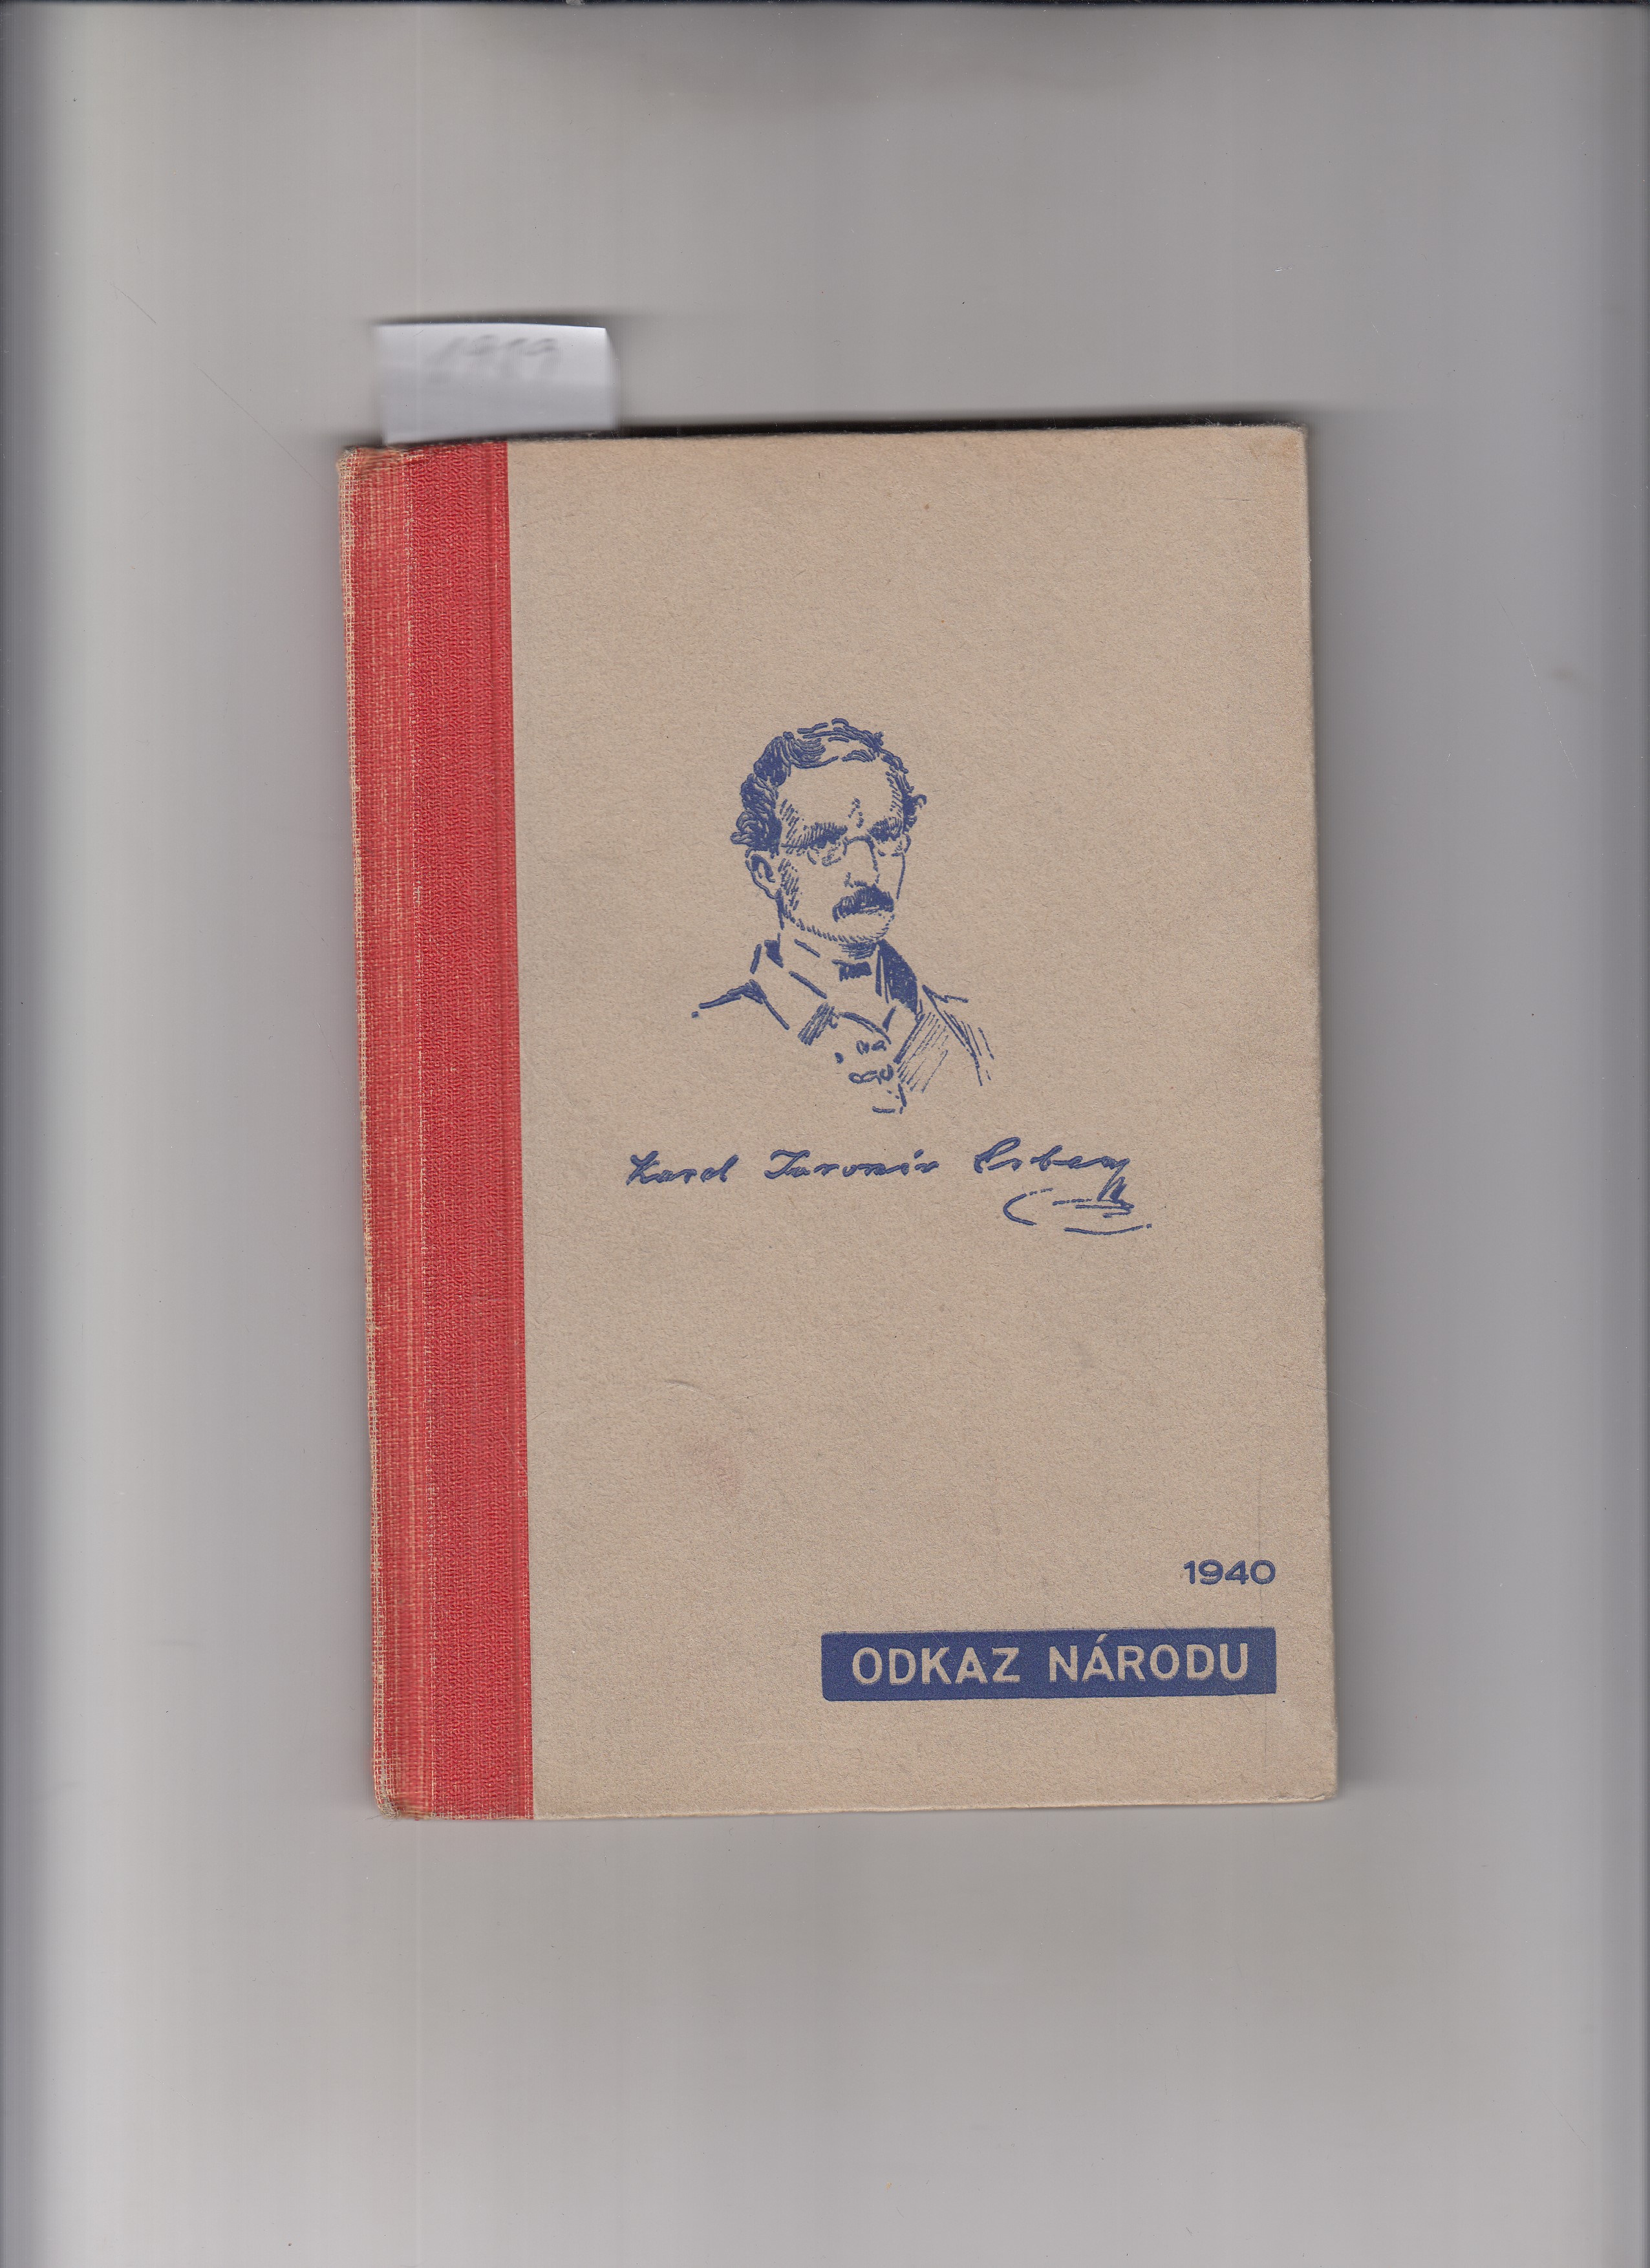 Karel Jaromír Erben
1940
ODKAZ NÁRODU